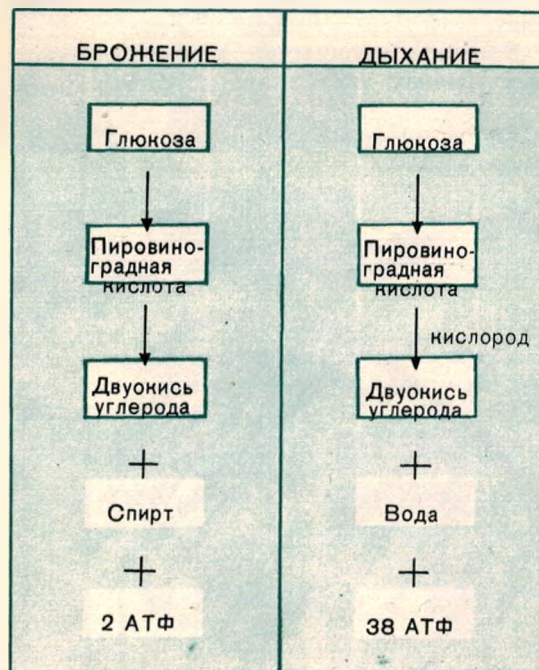 БРОЖЕНИЕ
Глюкоза
Пировино-
градная
кислота
Двуокись
углерода
+
Спирт
+
2 АТФ
ДЫХАНИЕ
Глюкоза
Пировино-
градная
кислота
кислород
Двуокись
углерода
+
Вода
+
38 АТФ